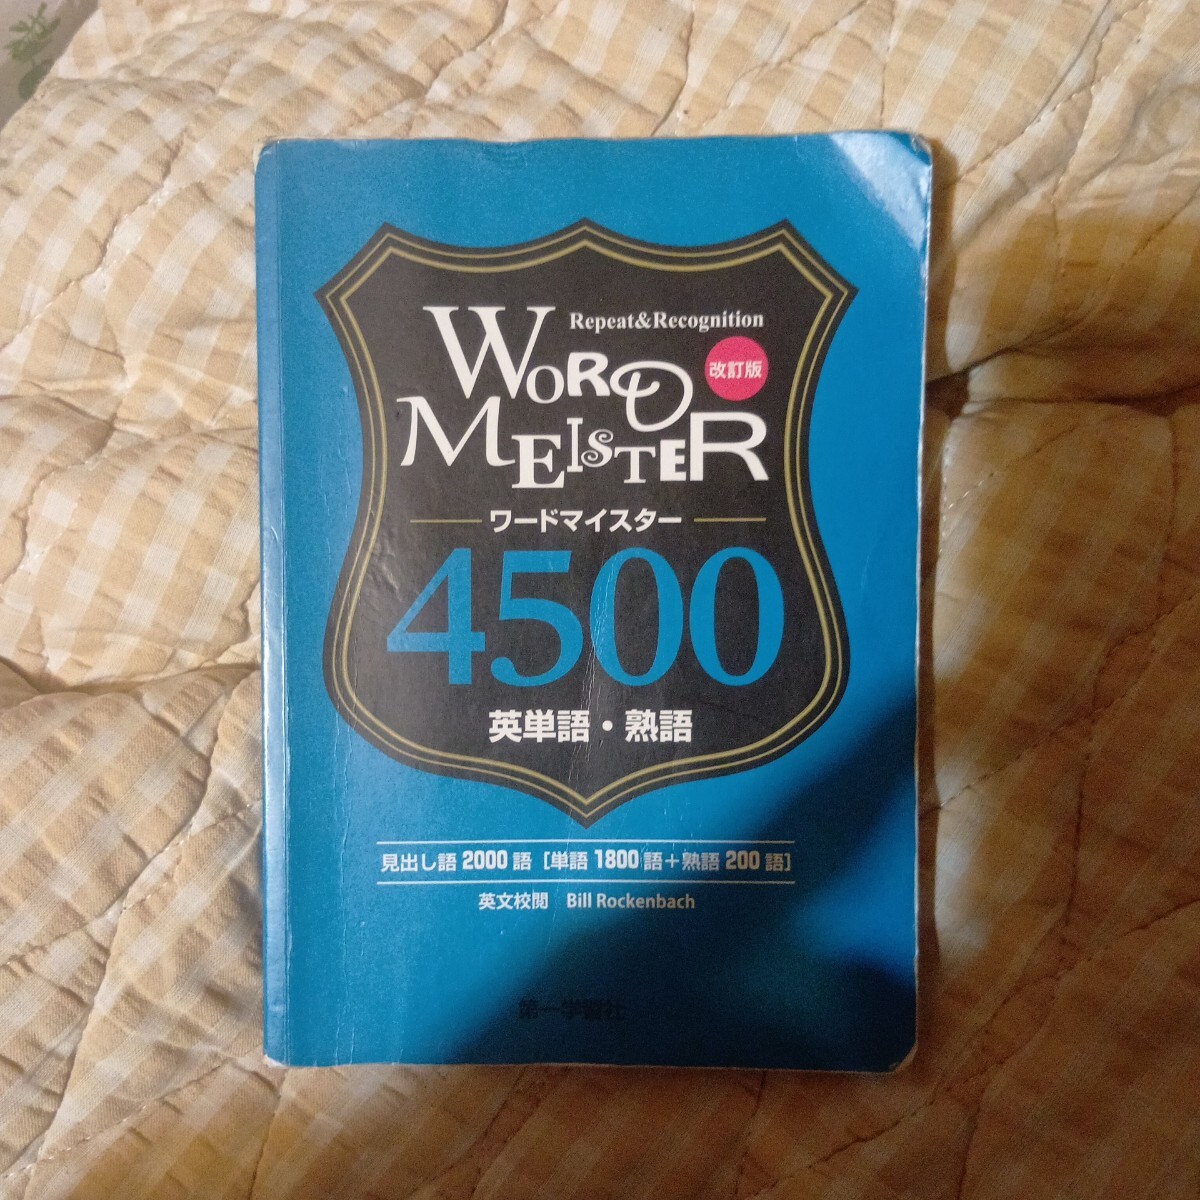 Repeat&Recognition
WORD
改訂版
MEISTER
ワードマイスター
4500
英単語・熟語
見出し語 2000 語 [単語 1800 語+熟語 200 語]
英文校閲 Bill Rockenbach
第一学習社